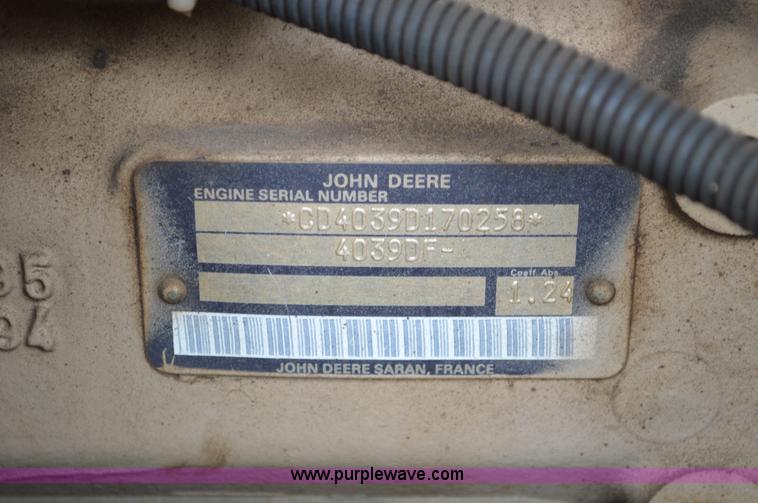 JOHN DEERE
ENGINE SERIAL NUMBER
*CD4039D170258*
4039DF-
Coeff. Abs.
1.24
JOHN DEERE SARAN, FRANCE
www.purplewave.com